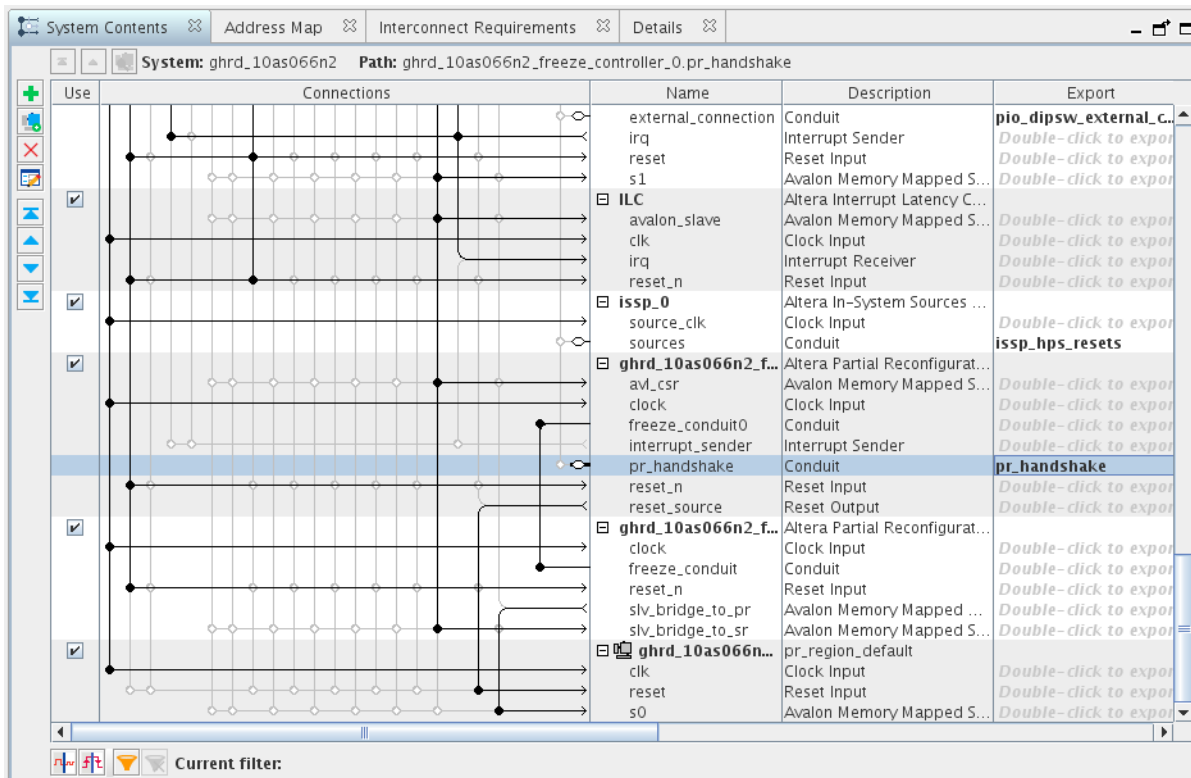 System Contents Address Map Interconnect Requirements Details
System: ghrd_10as066n2 Path: ghrd_10as066n2_freeze_controller_0.pr_handshake
Use Connections Name Description Export
external_connection Conduit pio_dipsw_external_c...
irq Interrupt Sender Double-click to expor
reset Reset Input Double-click to expor
s1 Avalon Memory Mapped S... Double-click to expor
ILC Altera Interrupt Latency C...
avalon_slave Avalon Memory Mapped S... Double-click to expor
clk Clock Input Double-click to expor
irq Interrupt Receiver Double-click to expor
reset_n Reset Input Double-click to expor
issp_0 Altera In-System Sources ...
source_clk Clock Input Double-click to expor
sources Conduit issp_hps_resets
ghrd_10as066n2_f... Altera Partial Reconfigurat...
avl_csr Avalon Memory Mapped S... Double-click to expor
clock Clock Input Double-click to expor
freeze_conduit0 Conduit Double-click to expor
interrupt_sender Interrupt Sender Double-click to expor
pr_handshake Conduit pr_handshake
reset_n Reset Input Double-click to expor
reset_source Reset Output Double-click to expor
ghrd_10as066n2_f... Altera Partial Reconfigurat...
clock Clock Input Double-click to expor
freeze_conduit Conduit Double-click to expor
reset_n Reset Input Double-click to expor
slv_bridge_to_pr Avalon Memory Mapped ... Double-click to expor
slv_bridge_to_sr Avalon Memory Mapped S... Double-click to expor
ghrd_10as066n... pr_region_default
clk Clock Input Double-click to expor
reset Reset Input Double-click to expor
s0 Avalon Memory Mapped S... Double-click to expor
Current filter: